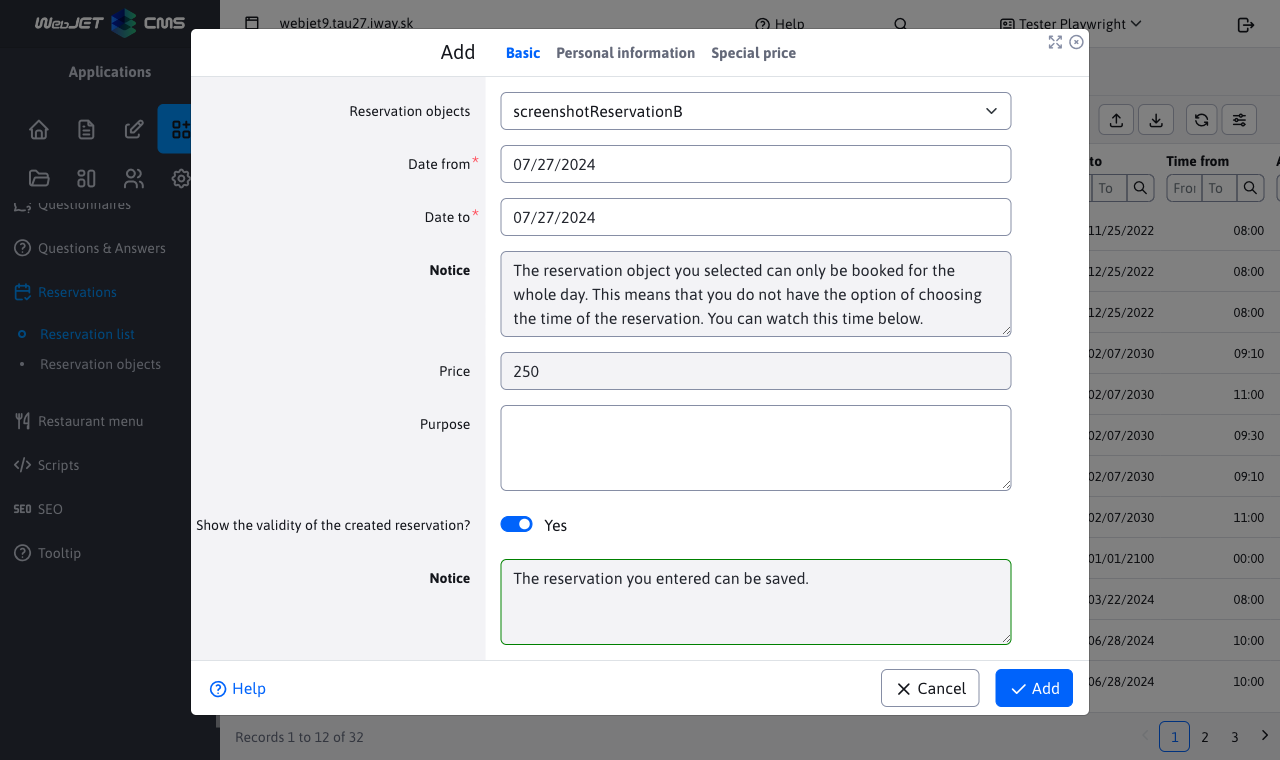 WebJET CMS
webjet9.tau27.iway.sk
Help
Tester Playwright
Applications
Questionnaires
Questions & Answers
Reservations
Reservation list
Reservation objects
Restaurant menu
Scripts
SEO SEO
Tooltip
Add
Basic
Personal information
Special price
Reservation objects
screenshotReservationB
Date from*
07/27/2024
Date to*
07/27/2024
Notice
The reservation object you selected can only be booked for the
whole day. This means that you do not have the option of choosing
the time of the reservation. You can watch this time below.
Price
250
Purpose
Show the validity of the created reservation?
Yes
Notice
The reservation you entered can be saved.
Help
Cancel
Add
to Time from
To To
11/25/2022 08:00
12/25/2022 08:00
12/25/2022 08:00
02/07/2030 09:10
02/07/2030 11:00
02/07/2030 09:30
02/07/2030 09:10
02/07/2030 11:00
01/01/2100 00:00
03/22/2024 08:00
06/28/2024 10:00
06/28/2024 10:00
Records 1 to 12 of 32
1 2 3